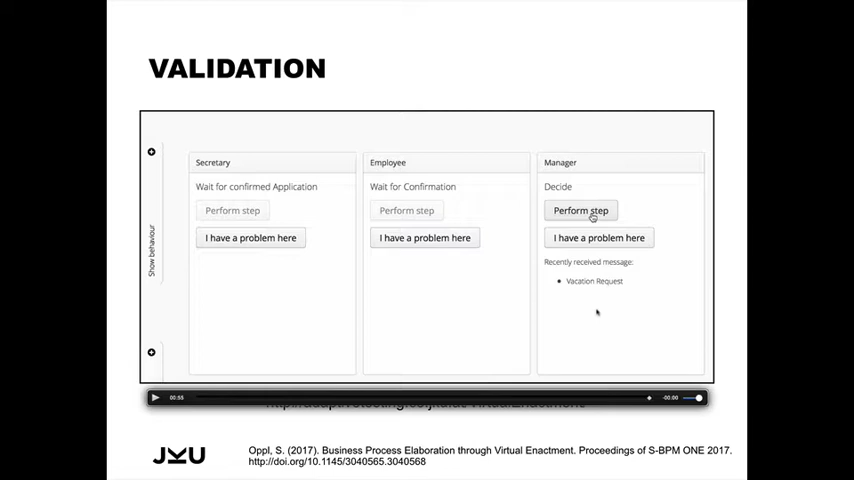 VALIDATION
Secretary
Employee
Manager
Wait for confirmed Application
Wait for Confirmation
Decide
Perform step
Perform step
Perform step
I have a problem here
I have a problem here
I have a problem here
Show behaviour
Recently received message:
• Vacation Request
00:55
-00:00
JKU
Oppl, S. (2017). Business Process Elaboration through Virtual Enactment. Proceedings of S-BPM ONE 2017.
http://doi.org/10.1145/3040565.3040568